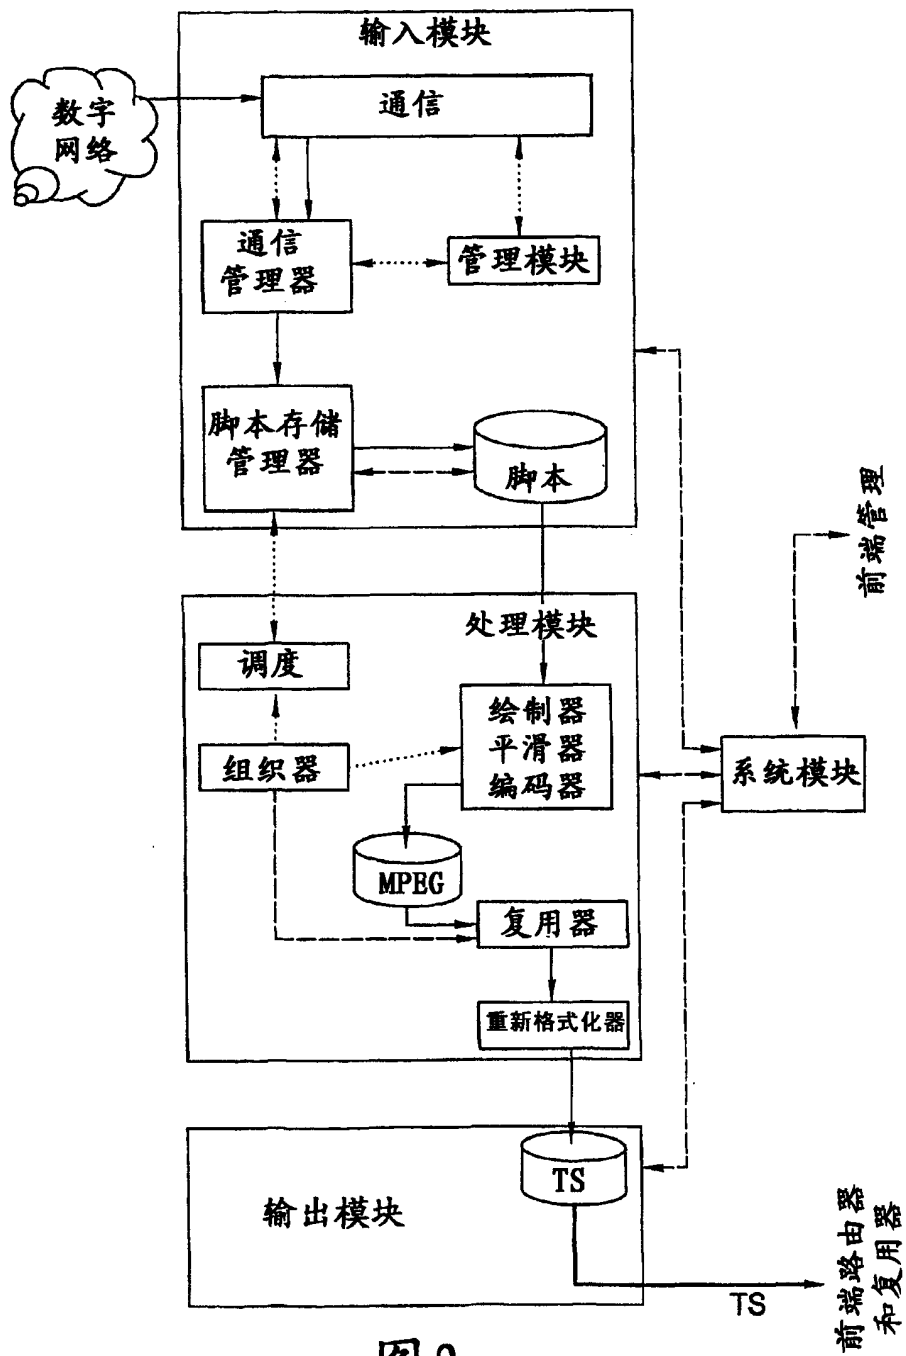 输入模块
数字
网络
通信
通信
管理器
管理模块
脚本存储
管理器
脚本
前端管理
处理模块
调度
组织器
绘制器
平滑器
编码器
系统模块
MPEG
复用器
重新格式化器
TS
输出模块
TS
前端路由器
和复用器